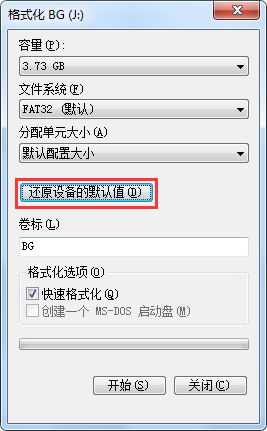 格式化 BG (J:)
容量(P):
3.73 GB
文件系统(F)
FAT32 (默认)
分配单元大小(A)
默认配置大小
还原设备的默认值(D)
卷标(L)
BG
格式化选项(O)
快速格式化(Q)
创建一个 MS-DOS 启动盘(M)
开始(S)
关闭(C)